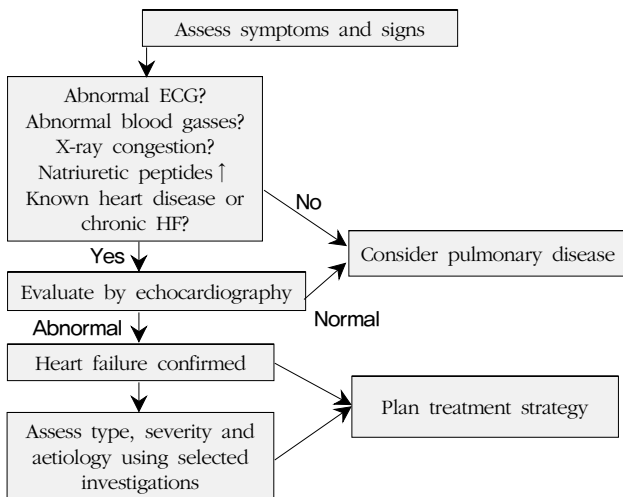 Assess symptoms and signs
Abnormal ECG?
Abnormal blood gasses?
X-ray congestion?
Natriuretic peptides ↑
Known heart disease or
chronic HF?
No
Yes
Consider pulmonary disease
Evaluate by echocardiography
Abnormal
Normal
Heart failure confirmed
Plan treatment strategy
Assess type, severity and
aetiology using selected
investigations